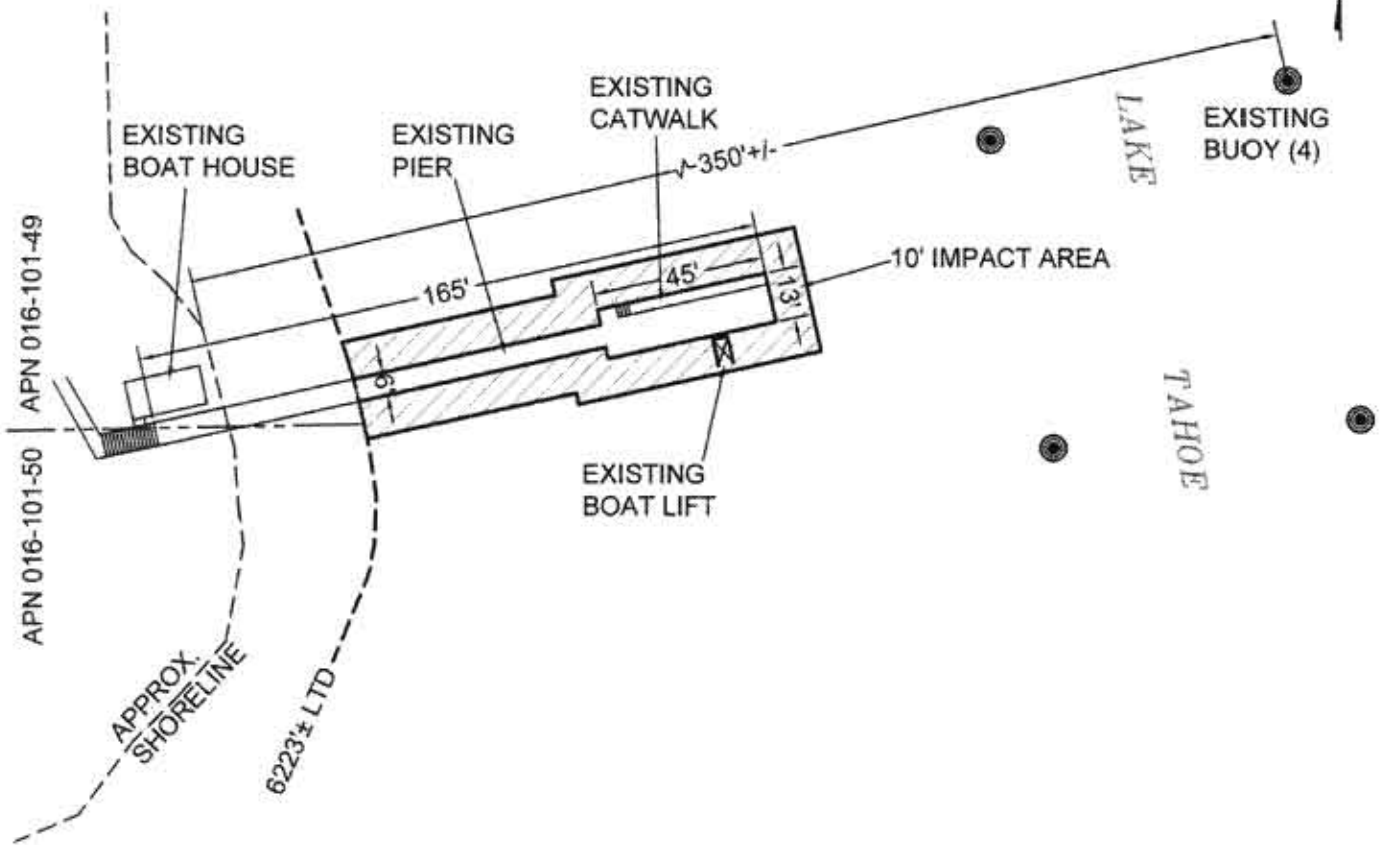 EXISTING
BOAT HOUSE
EXISTING
PIER
EXISTING
CATWALK
350'+/-
LAKE
EXISTING
BUOY (4)
10' IMPACT AREA
165'
45'
13'
6'
APN 016-101-49
APN 016-101-50
TAHOE
EXISTING
BOAT LIFT
APPROX.
SHORELINE
6223'± LTD